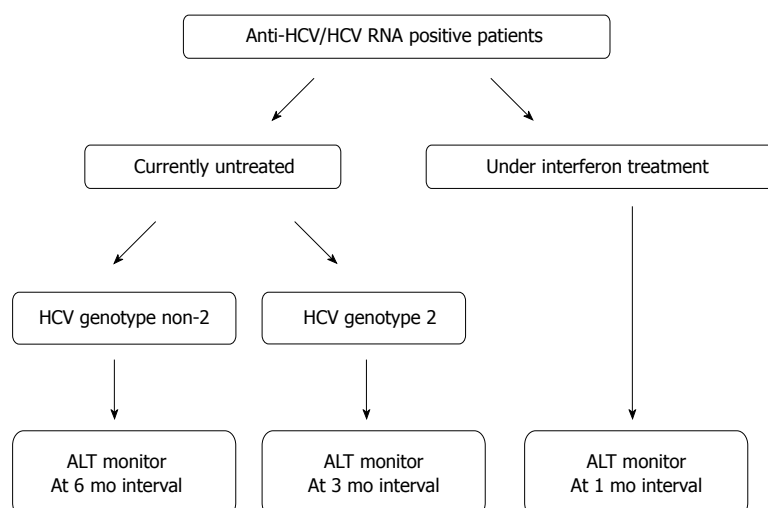 Anti-HCV/HCV RNA positive patients
Currently untreated
Under interferon treatment
HCV genotype non-2
HCV genotype 2
ALT monitor
At 6 mo interval
ALT monitor
At 3 mo interval
ALT monitor
At 1 mo interval